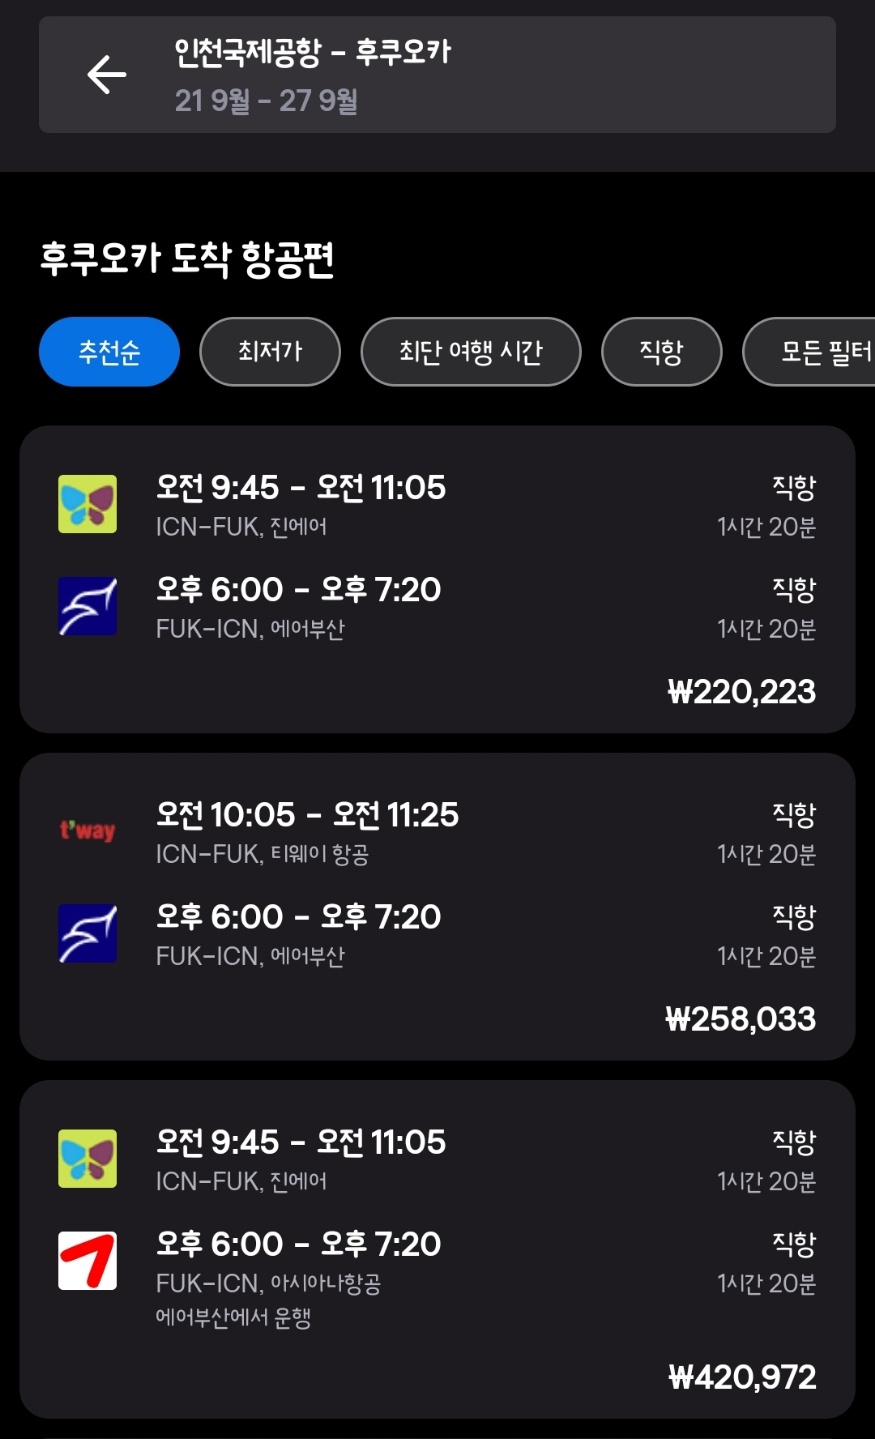 인천국제공항 - 후쿠오카
21 9월 - 27 9월
후쿠오카 도착 항공편
추천순 최저가 최단 여행 시간 직항 모든 필터
오전 9:45 - 오전 11:05 직항
ICN-FUK, 진에어 1시간 20분
오후 6:00 - 오후 7:20 직항
FUK-ICN, 에어부산 1시간 20분
₩220,223
t'way
오전 10:05 - 오전 11:25 직항
ICN-FUK, 티웨이 항공 1시간 20분
오후 6:00 - 오후 7:20 직항
FUK-ICN, 에어부산 1시간 20분
₩258,033
오전 9:45 - 오전 11:05 직항
ICN-FUK, 진에어 1시간 20분
오후 6:00 - 오후 7:20 직항
FUK-ICN, 아시아나항공 1시간 20분
에어부산에서 운행
₩420,972